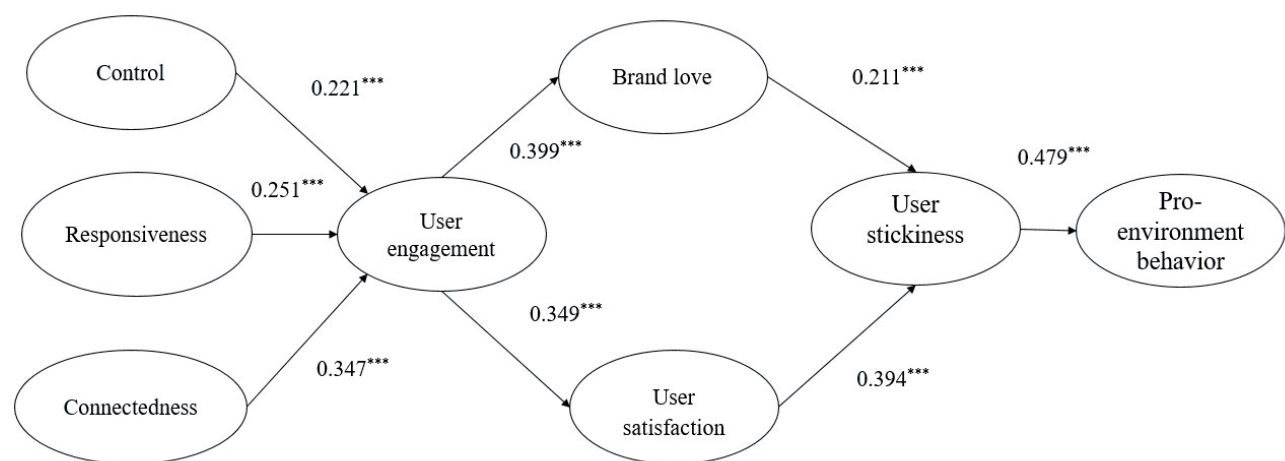 Control
0.221***
Brand love
0.211***
0.399***
0.479***
Responsiveness
0.251***
User
engagement
User
stickiness
Pro-
environment
behavior
0.349***
0.347***
Connectedness
User
satisfaction
0.394***